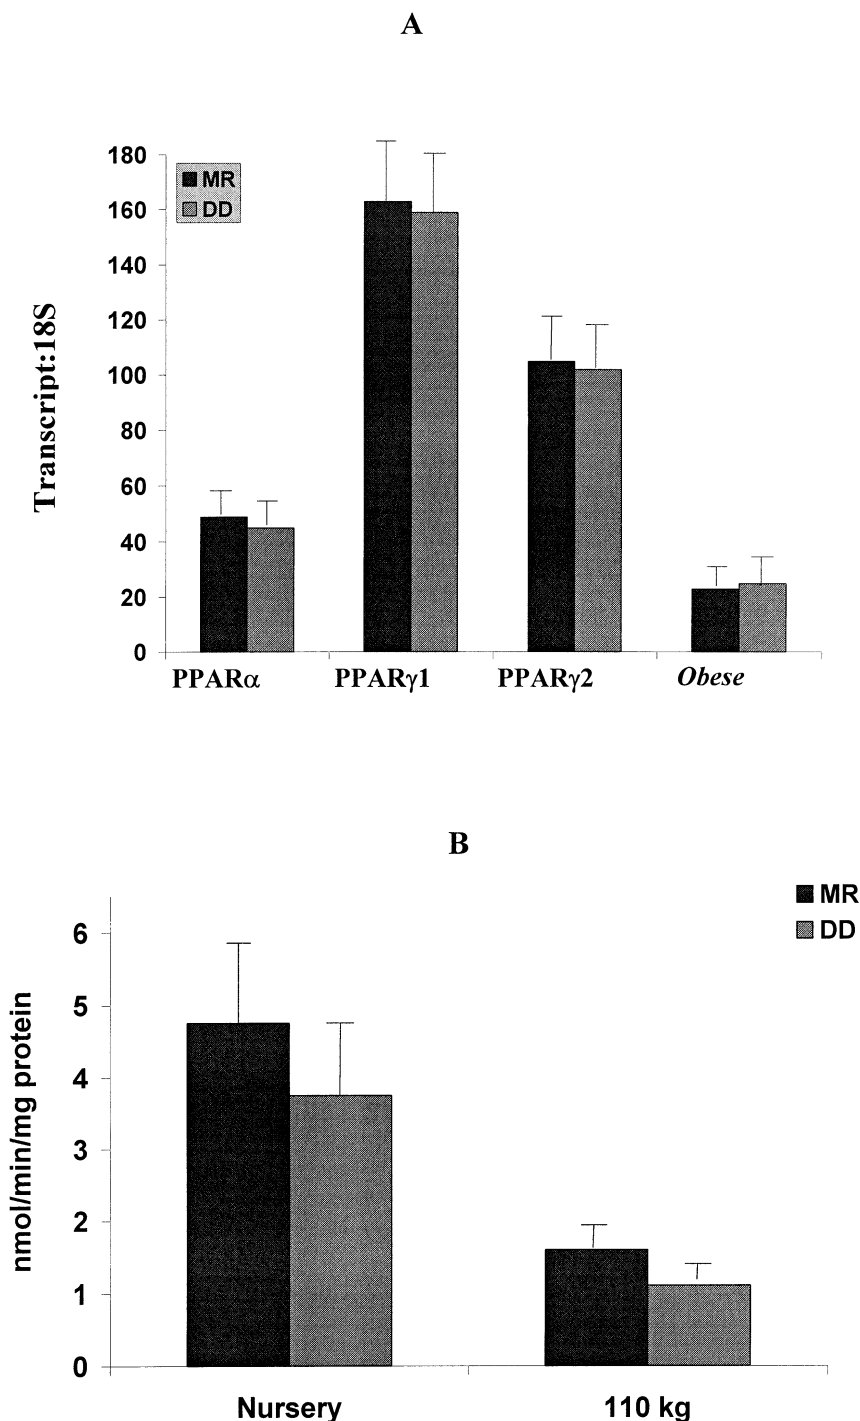 A
Transcript:18S
180
160
140
120
100
80
60
40
20
0
MR
DD
PPARα PPARγ1 PPARγ2 Obese
B
nmol/min/mg protein
6
5
4
3
2
1
0
MR
DD
Nursery 110 kg